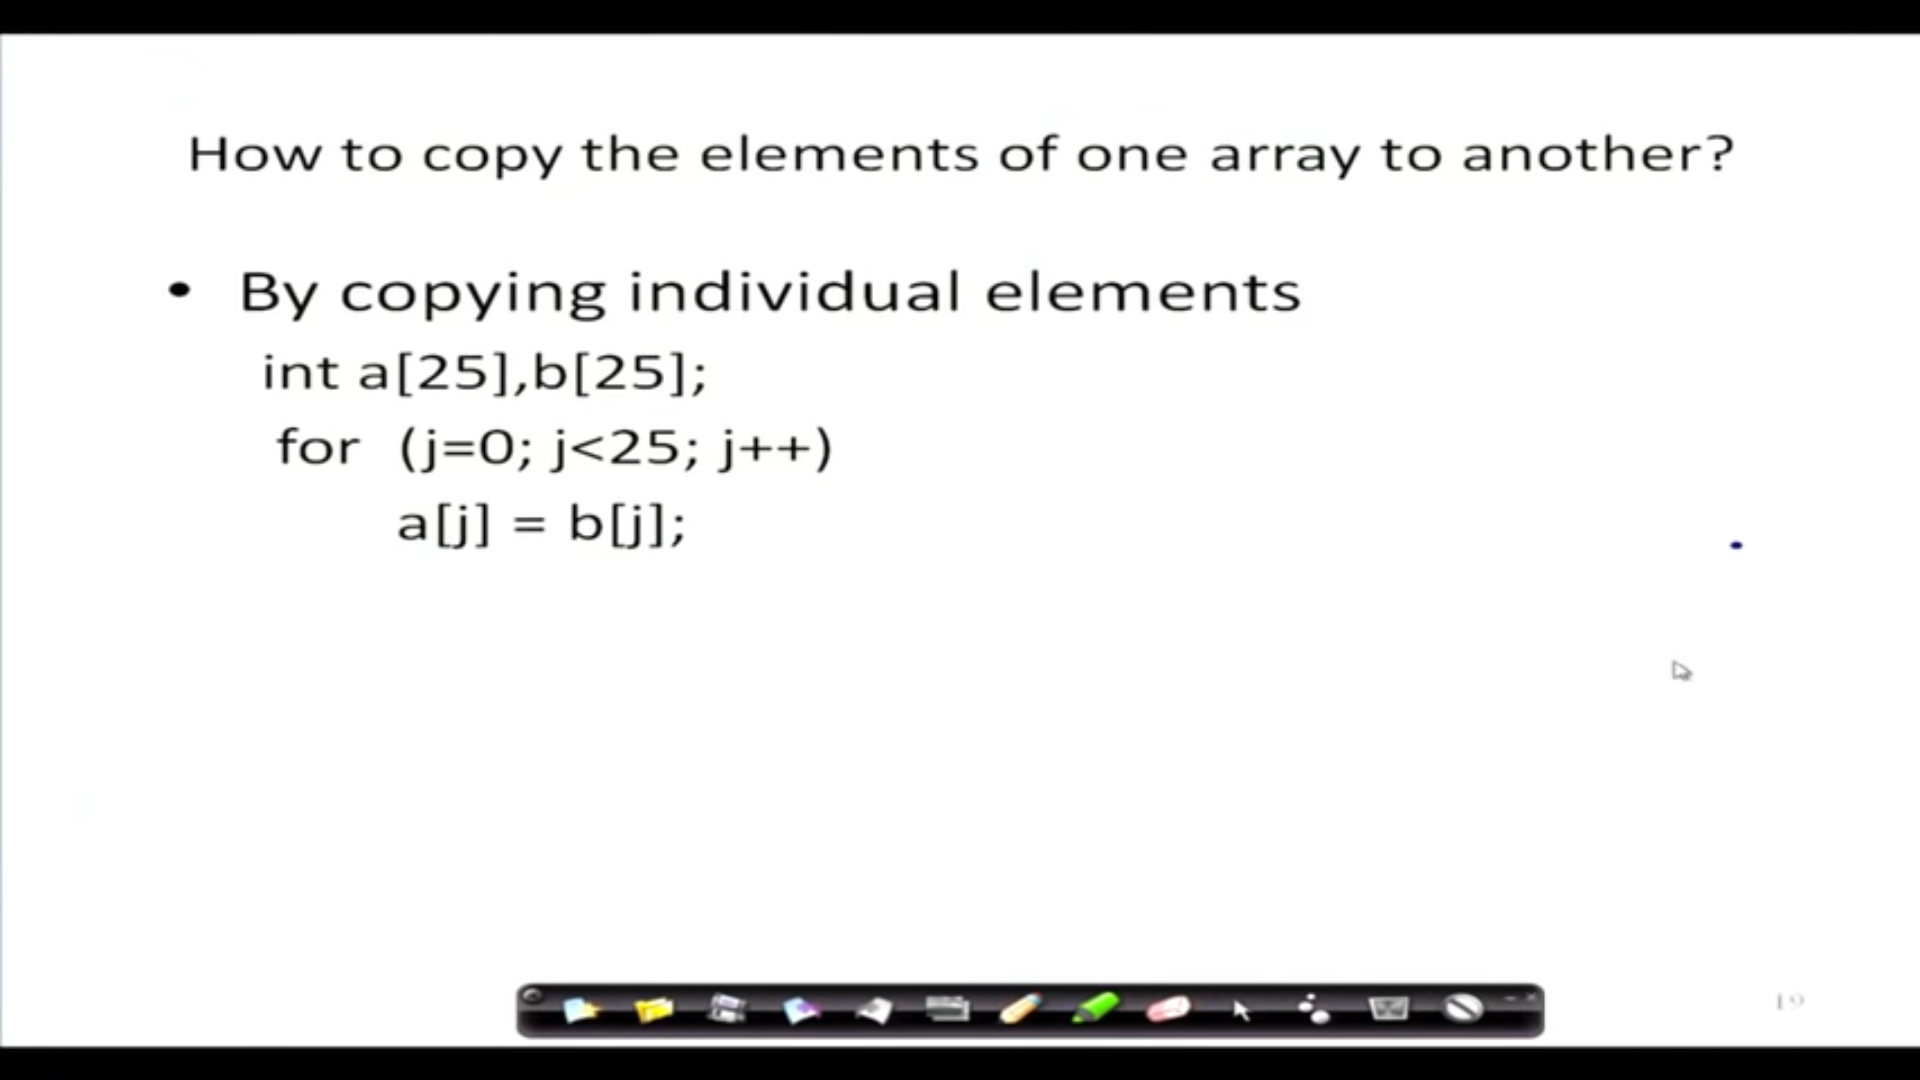 How to copy the elements of one array to another?
• By copying individual elements
int a[25],b[25];
for (j=0; j<25; j++)
a[j] = b[j];
19